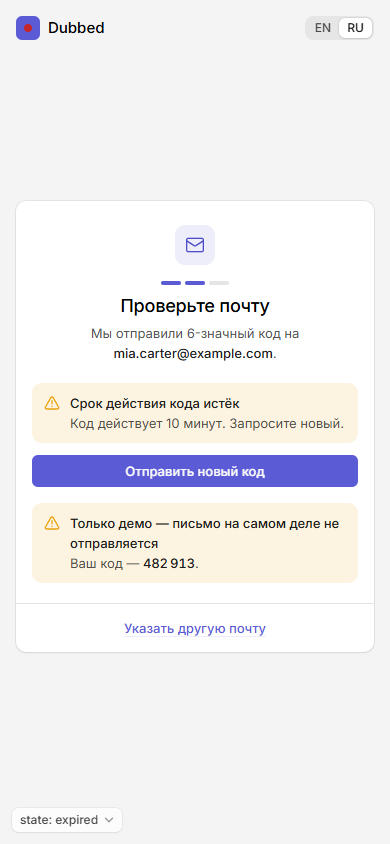 Dubbed
EN RU
Проверьте почту
Мы отправили 6-значный код на
mia.carter@example.com.
Срок действия кода истёк
Код действует 10 минут. Запросите новый.
Отправить новый код
Только демо — письмо на самом деле не
отправляется
Ваш код — 482 913.
Указать другую почту
state: expired